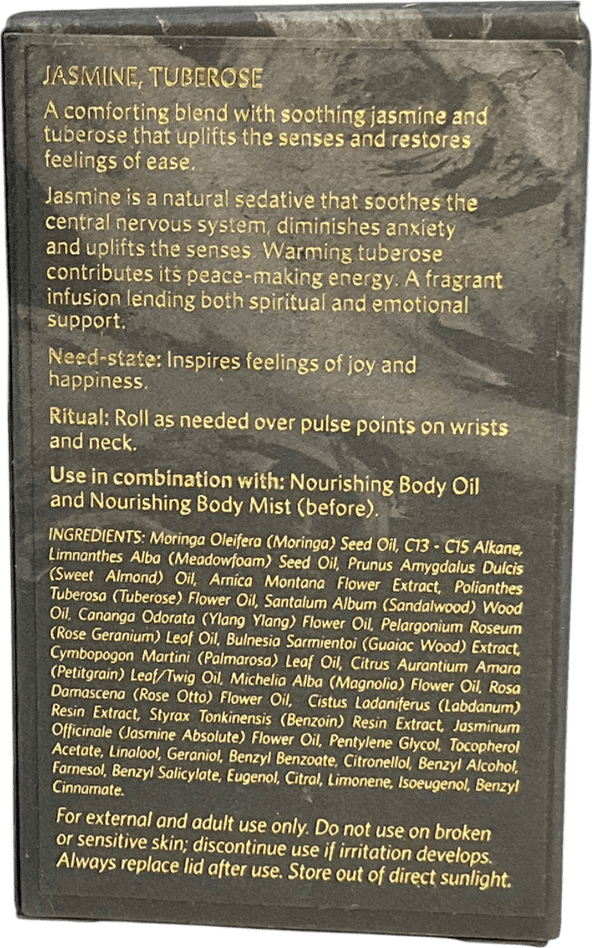 JASMINE, TUBEROSE
A comforting blend with soothing jasmine and
tuberose that uplifts the senses and restores
feelings of ease.
Jasmine is a natural sedative that soothes the
central nervous system, diminishes anxiety
and uplifts the senses. Warming tuberose
contributes its peace-making energy. A fragrant
infusion lending both spiritual and emotional
support.
Need-state: Inspires feelings of joy and
happiness.
Ritual: Roll as needed over pulse points on wrists
and neck.
Use in combination with: Nourishing Body Oil
and Nourishing Body Mist (before).
INGREDIENTS: Moringa Oleifera (Moringa) Seed Oil, C13 - C15 Alkane,
Limnanthes Alba (Meadowfoam) Seed Oil, Prunus Amygdalus Dulcis
(Sweet Almond) Oil, Arnica Montana Flower Extract, Polianthes
Tuberosa (Tuberose) Flower Oil, Santalum Album (Sandalwood) Wood
Oil, Cananga Odorata (Ylang Ylang) Flower Oil, Pelargonium Roseum
(Rose Geranium) Leaf Oil, Bulnesia Sarmientoi (Guaiac Wood) Extract,
Cymbopogon Martini (Palmarosa) Leaf Oil, Citrus Aurantium Amara
(Petitgrain) Leaf/Twig Oil, Michelia Alba (Magnolia) Flower Oil, Rosa
Damascena (Rose Otto) Flower Oil, Cistus Ladaniferus (Labdanum)
Resin Extract, Styrax Tonkinensis (Benzoin) Resin Extract, Jasminum
Officinale (Jasmine Absolute) Flower Oil, Pentylene Glycol, Tocopherol
Acetate, Linalool, Geraniol, Benzyl Benzoate, Citronellol, Benzyl Alcohol,
Farnesol, Benzyl Salicylate, Eugenol, Citral, Limonene, Isoeugenol, Benzyl
Cinnamate.
For external and adult use only. Do not use on broken
or sensitive skin; discontinue use if irritation develops.
Always replace lid after use. Store out of direct sunlight.